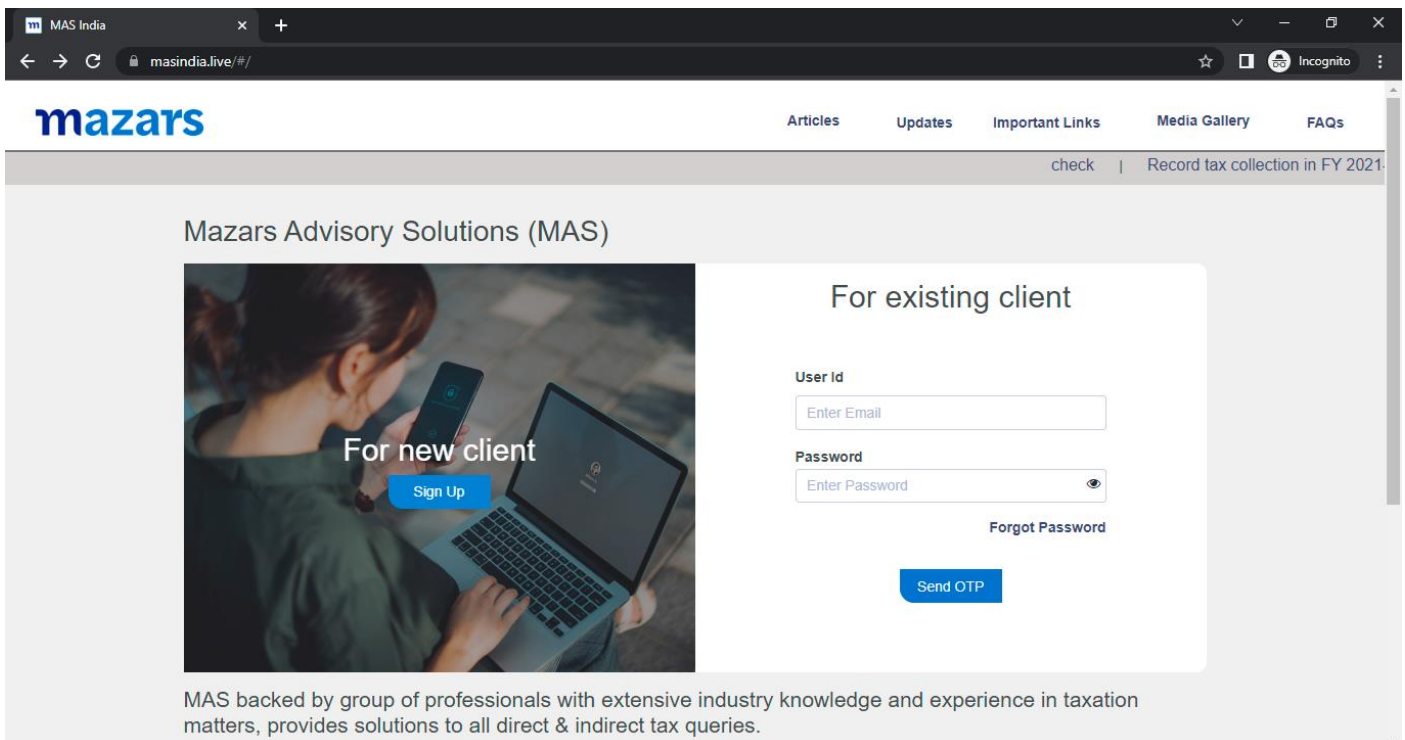 m MAS India
masindia.live/#/
Incognito
mazars
Articles Updates Important Links Media Gallery FAQs
check | Record tax collection in FY 2021-
Mazars Advisory Solutions (MAS)
For new client
Sign Up
For existing client
User Id
Enter Email
Password
Enter Password
Forgot Password
Send OTP
MAS backed by group of professionals with extensive industry knowledge and experience in taxation
matters, provides solutions to all direct & indirect tax queries.